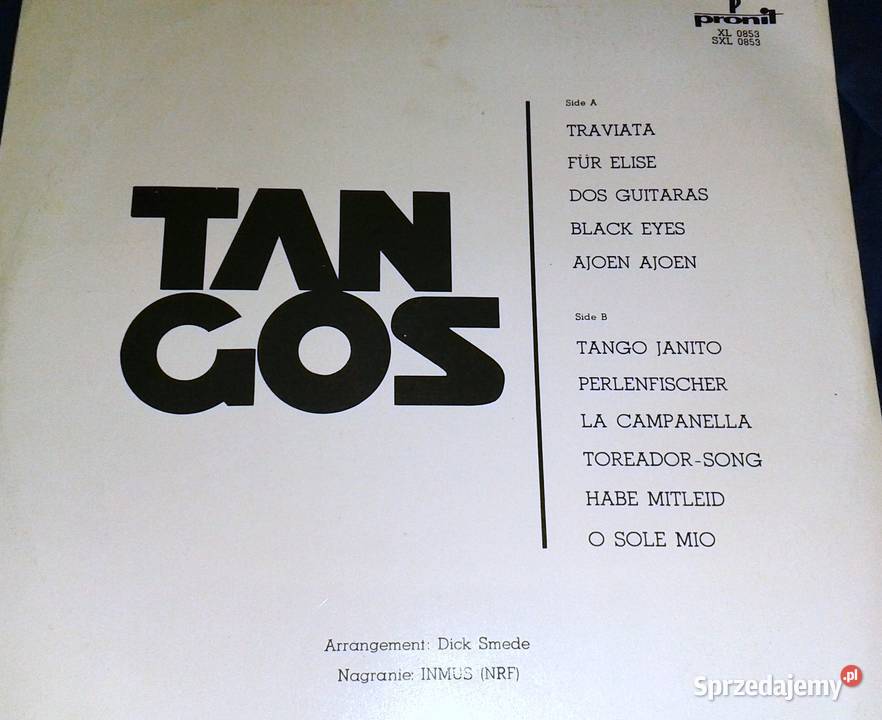 pronit
XL 0853
SXL 0853
TAN
GOS
Side A
TRAVIATA
FÜR ELISE
DOS GUITARAS
BLACK EYES
AJOEN AJOEN
Side B
TANGO JANITO
PERLENFISCHER
LA CAMPANELLA
TOREADOR-SONG
HABE MITLEID
O SOLE MIO
Arrangement: Dick Smede
Nagranie: INMUS (NRF)
Sprzedajemy.pl